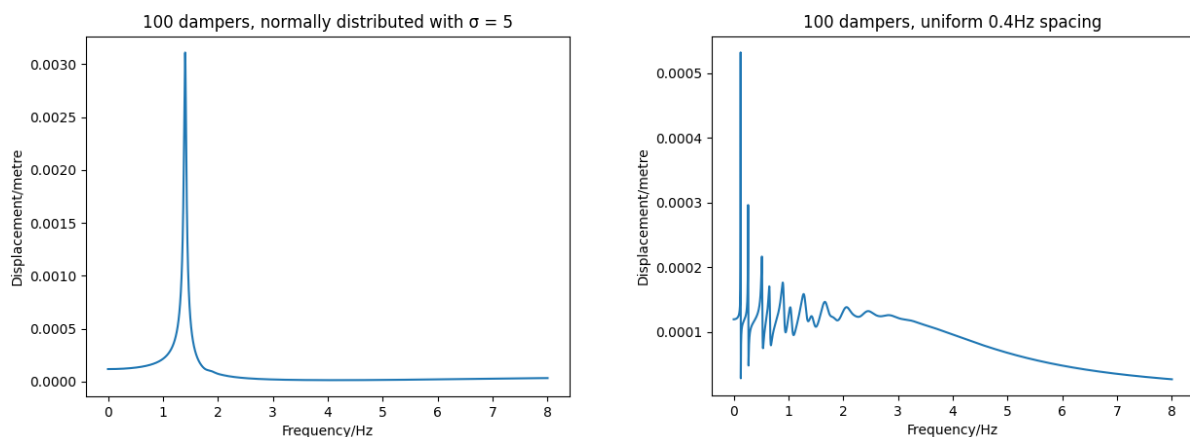 100 dampers, normally distributed with σ = 5
0.0030
0.0025
0.0020
0.0015
0.0010
0.0005
0.0000
Displacement/metre
0 1 2 3 4 5 6 7 8
Frequency/Hz
100 dampers, uniform 0.4Hz spacing
0.0005
0.0004
0.0003
0.0002
0.0001
Displacement/metre
0 1 2 3 4 5 6 7 8
Frequency/Hz